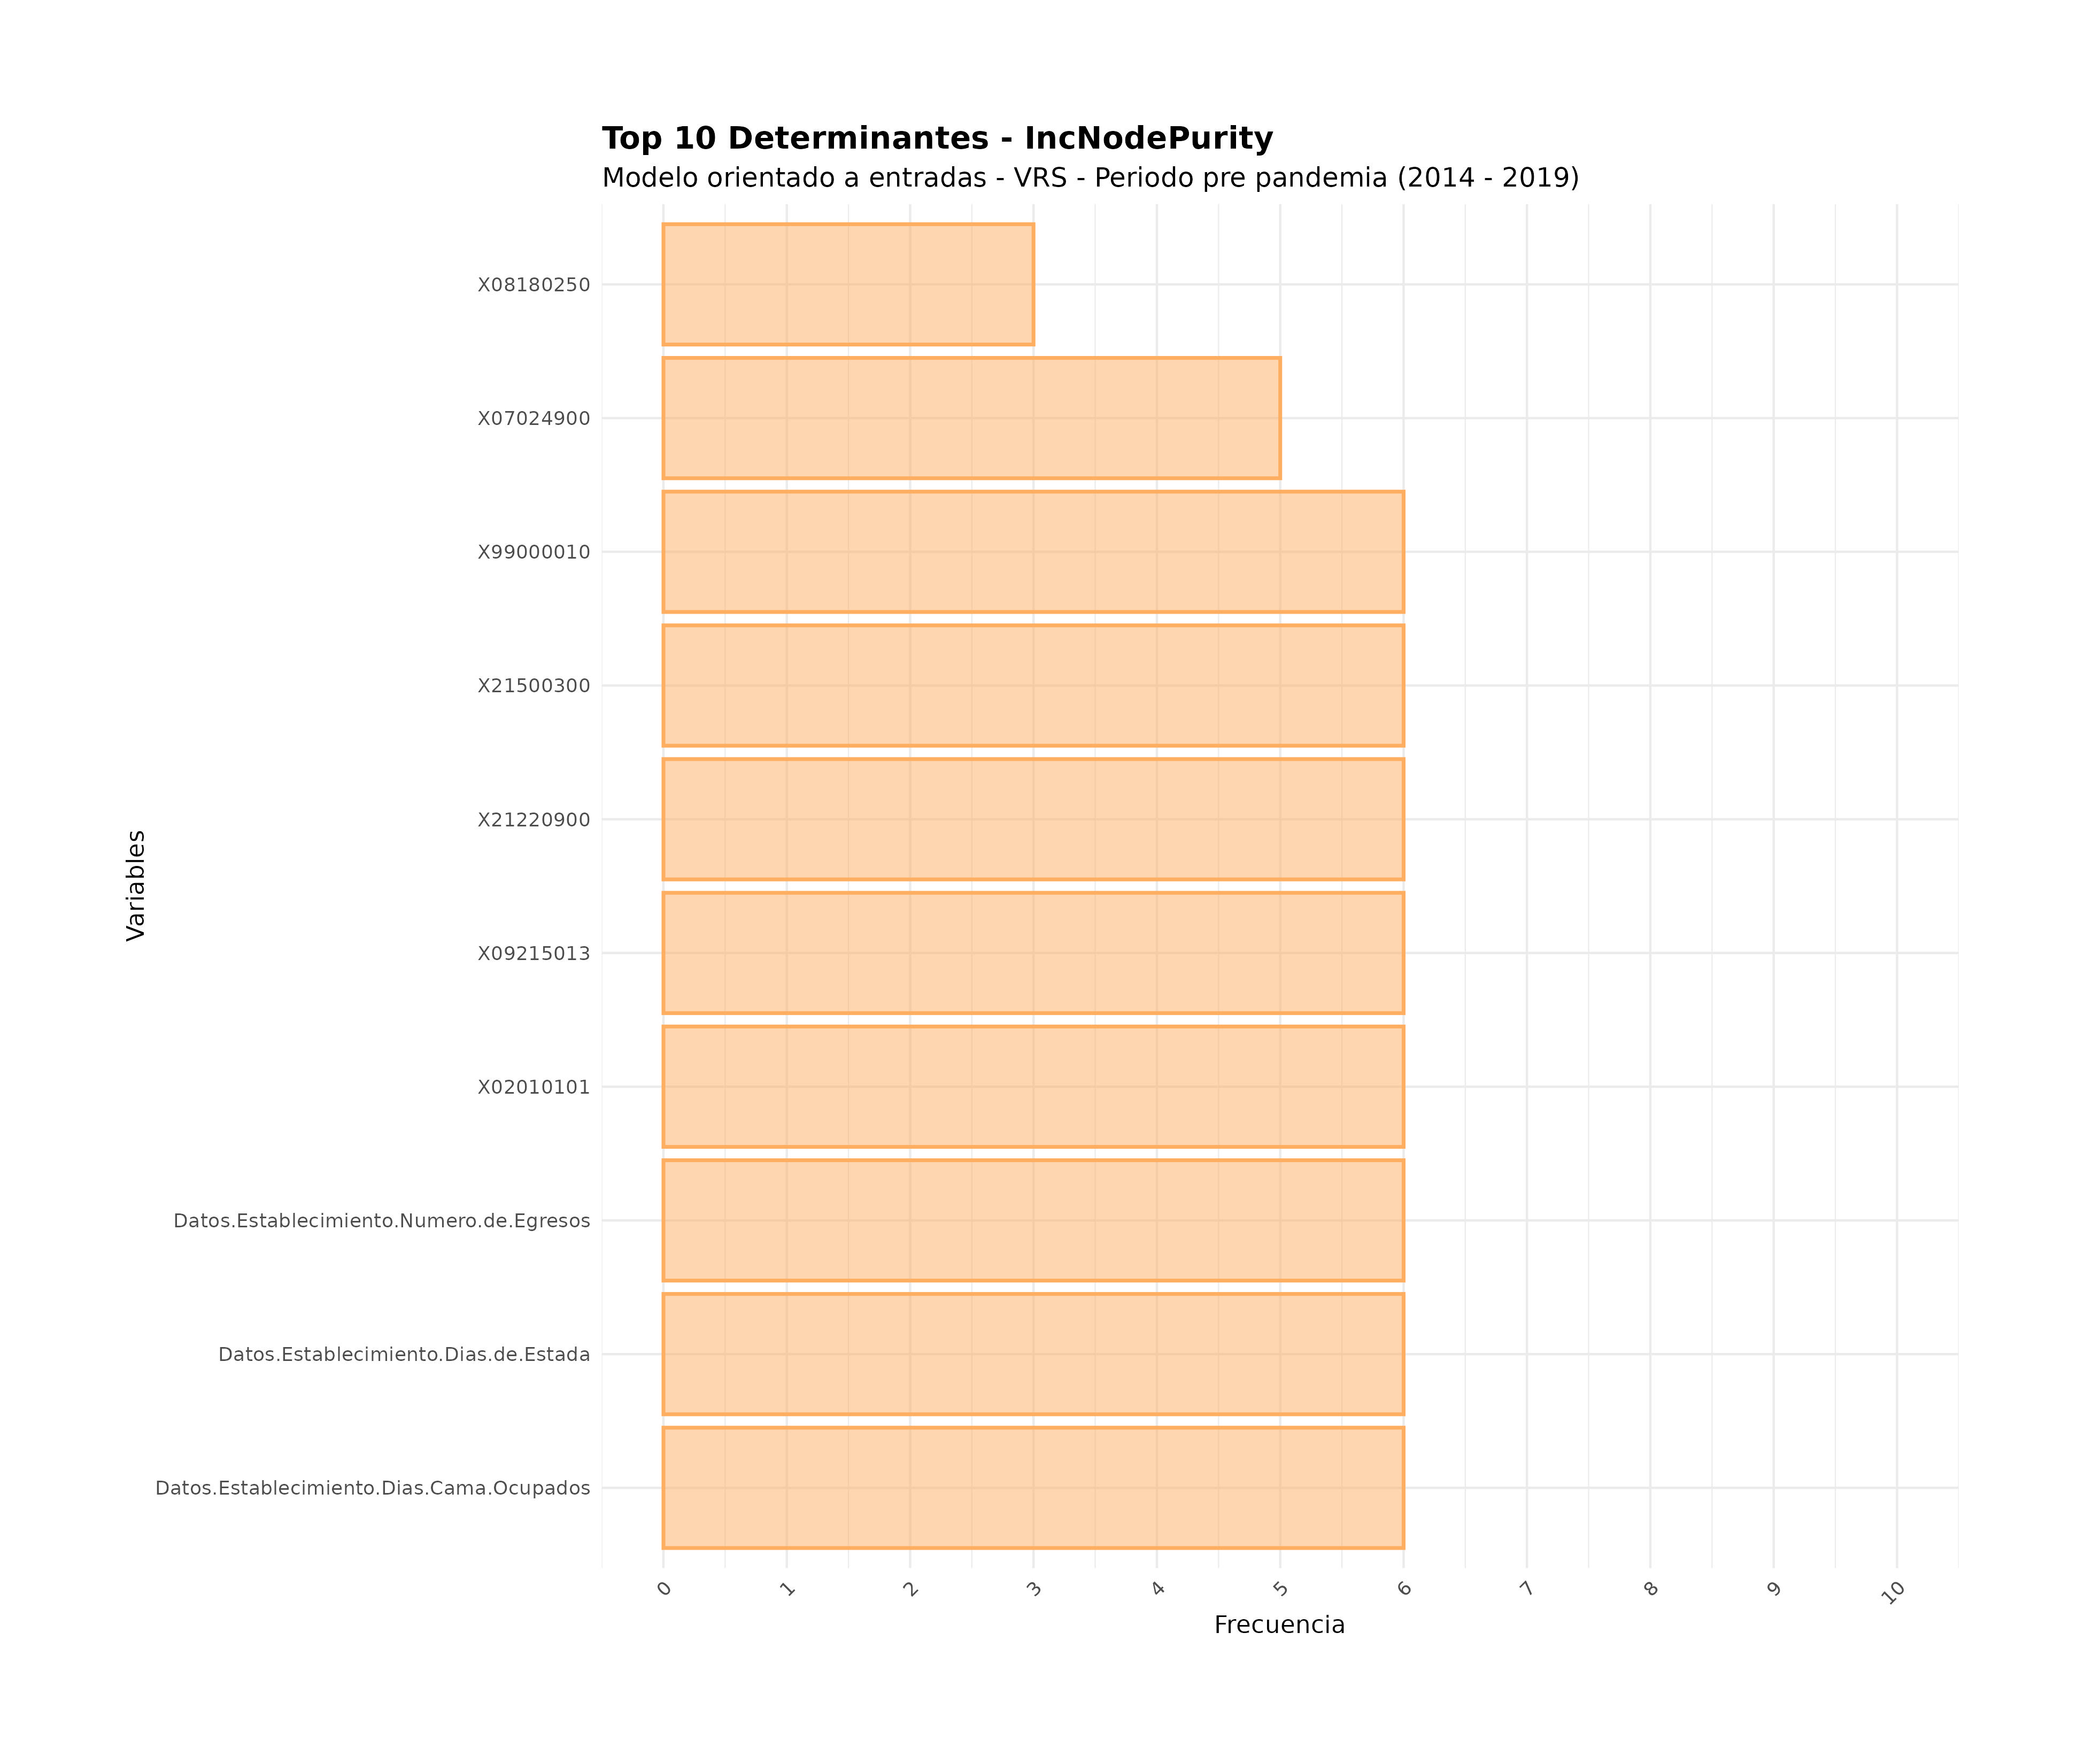 Top 10 Determinantes - IncNodePurity
Modelo orientado a entradas - VRS - Periodo pre pandemia (2014 - 2019)
Variables
X08180250
X07024900
X99000010
X21500300
X21220900
X09215013
X02010101
Datos.Establecimiento.Numero.de.Egresos
Datos.Establecimiento.Dias.de.Estada
Datos.Establecimiento.Dias.Cama.Ocupados
0 1 2 3 4 5 6 7 8 9 10
Frecuencia